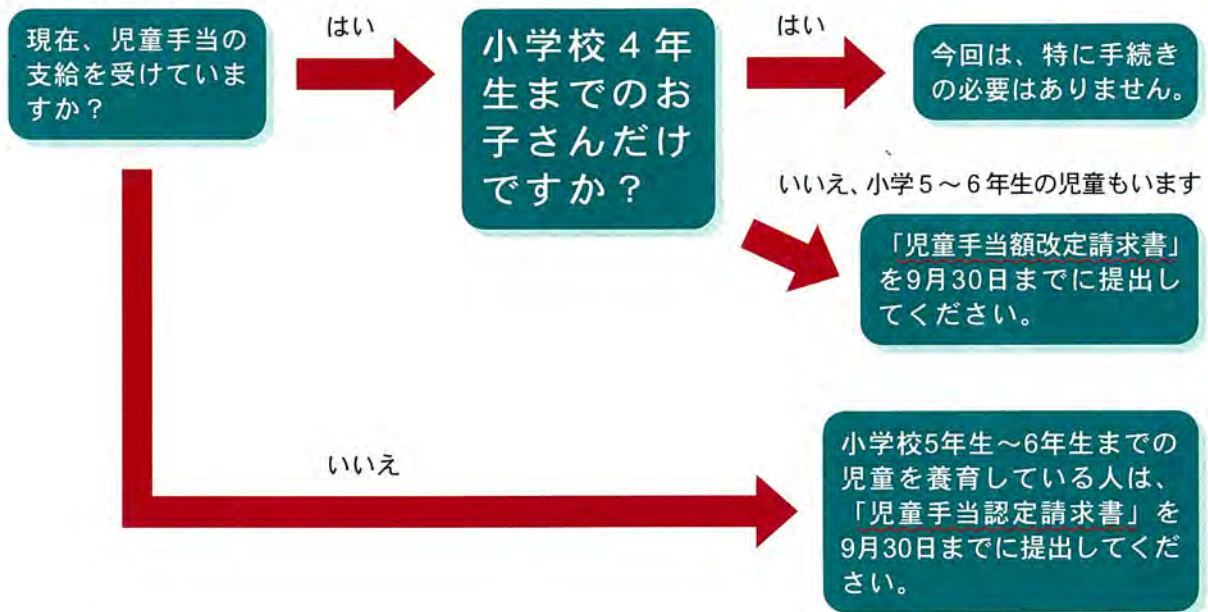 現在、児童手当の
支給を受けていま
すか？
はい
小学校４年
生までのお
子さんだけ
ですか？
はい
今回は、特に手続き
の必要はありません。
いいえ、小学５～６年生の児童もいます
「児童手当額改定請求書」
を9月30日までに提出し
てください。
いいえ
小学校5年生～6年生までの
児童を養育している人は、
「児童手当認定請求書」を
9月30日までに提出してくだ
さい。